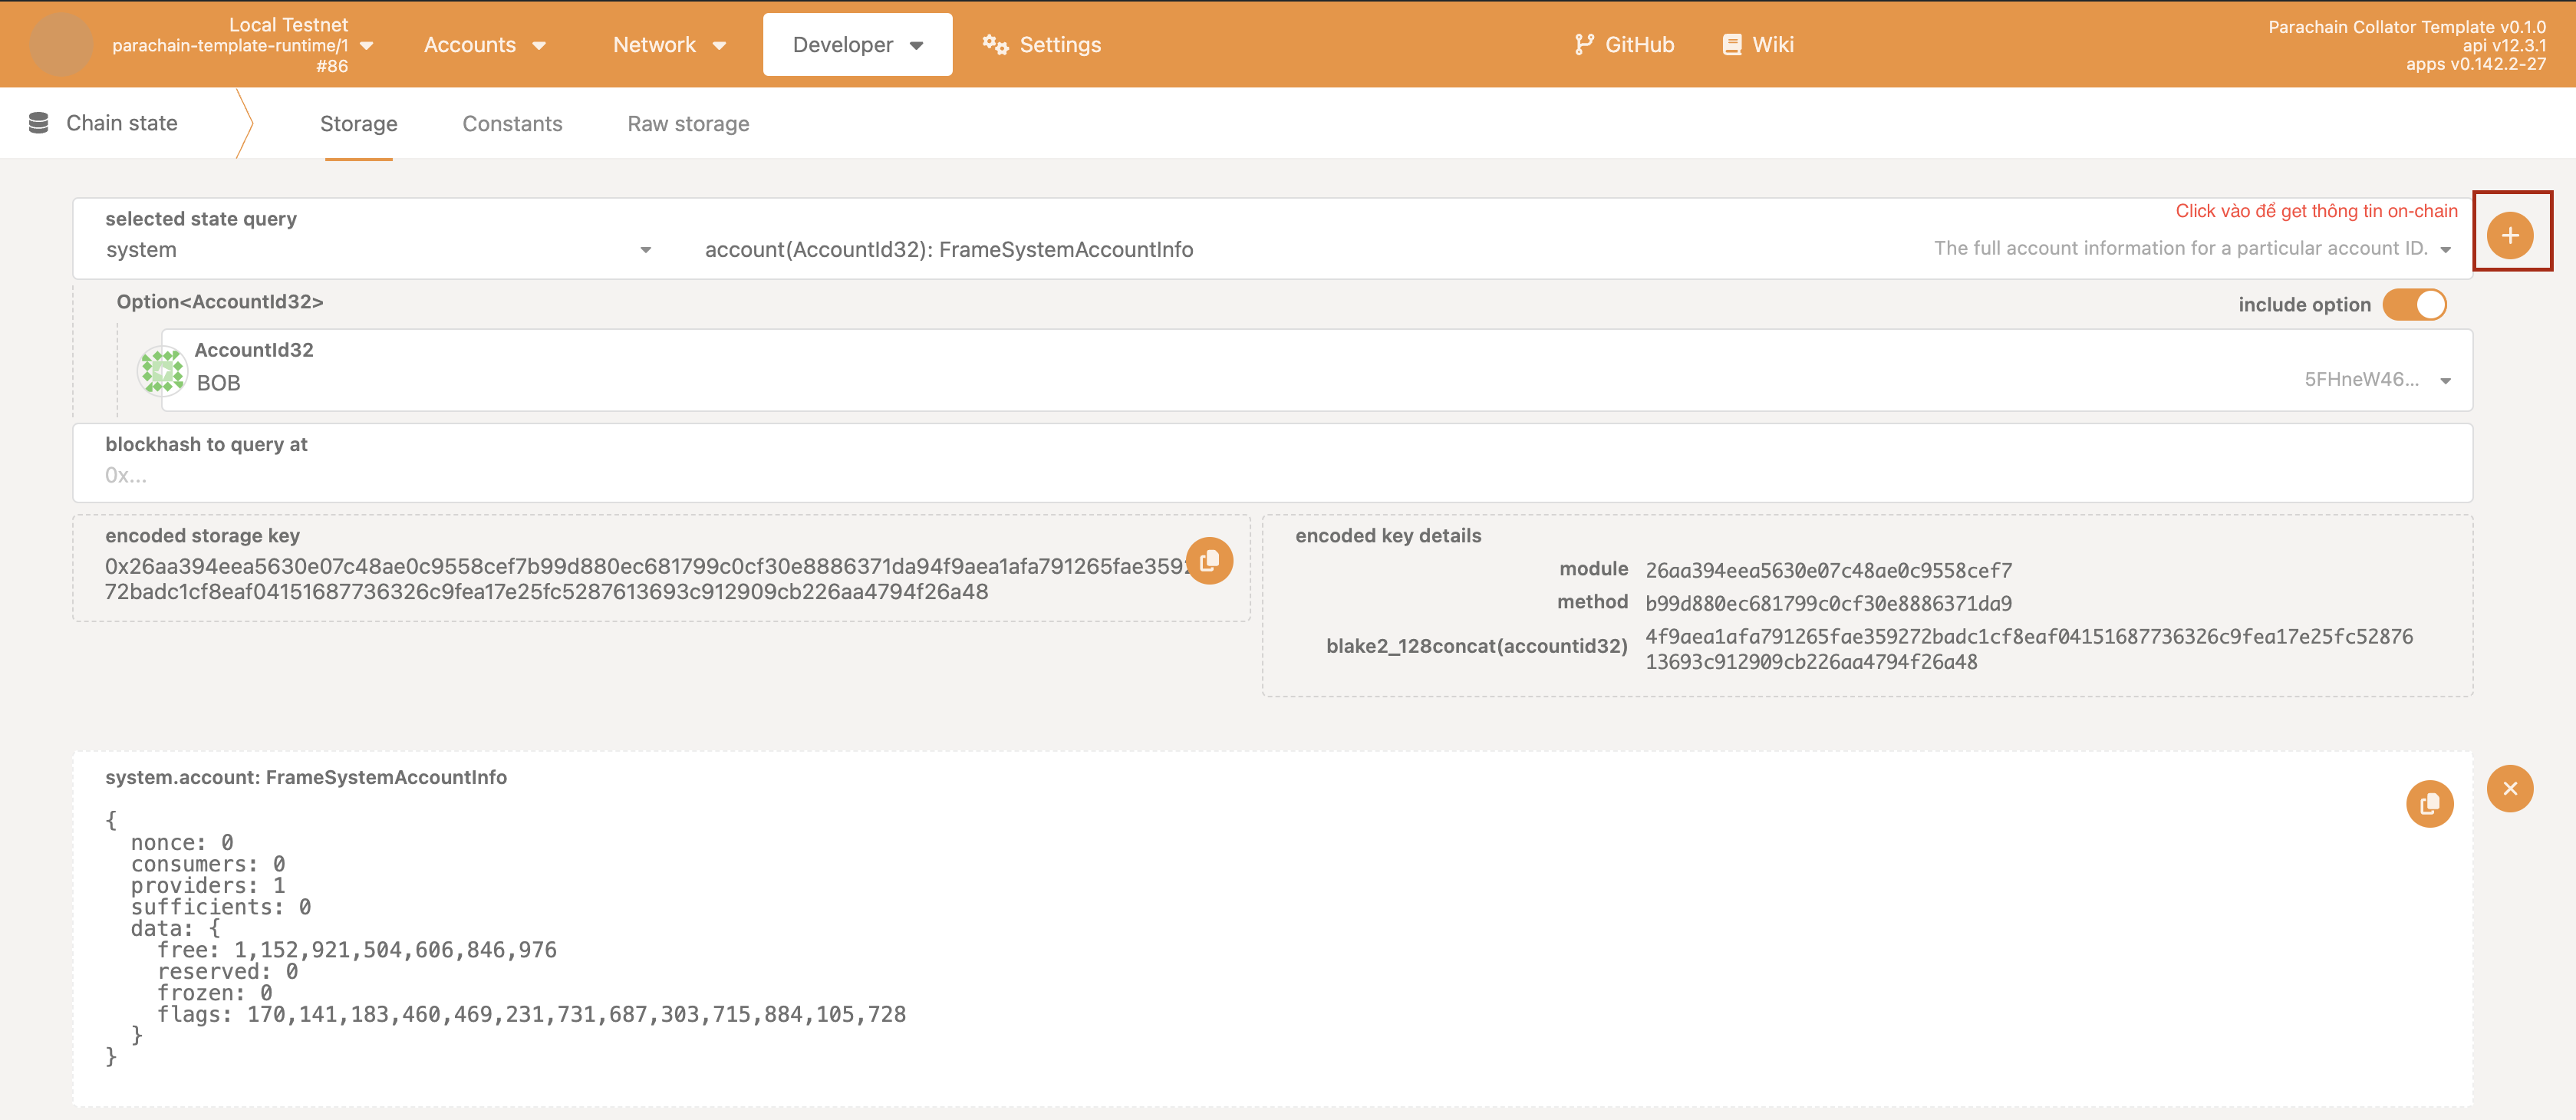 Local Testnet
parachain-template-runtime/1
#86
Accounts
Network
Developer
Settings
GitHub
Wiki
Parachain Collator Template v0.1.0
api v12.3.1
apps v0.142.2-27
Chain state
Storage
Constants
Raw storage
selected state query
Click vào để get thông tin on-chain
system
account(AccountId32): FrameSystemAccountInfo
The full account information for a particular account ID.
Option<AccountId32>
include option
AccountId32
BOB
5FHneW46...
blockhash to query at
0x...
encoded storage key
0x26aa394eea5630e07c48ae0c9558cef7b99d880ec681799c0cf30e8886371da94f9aea1afa791265fae359
72badc1cf8eaf04151687736326c9fea17e25fc5287613693c912909cb226aa4794f26a48
encoded key details
module 26aa394eea5630e07c48ae0c9558cef7
method b99d880ec681799c0cf30e8886371da9
blake2_128concat(accountid32) 4f9aea1afa791265fae359272badc1cf8eaf04151687736326c9fea17e25fc52876
13693c912909cb226aa4794f26a48
system.account: FrameSystemAccountInfo
{
nonce: 0
consumers: 0
providers: 1
sufficients: 0
data: {
free: 1,152,921,504,606,846,976
reserved: 0
frozen: 0
flags: 170,141,183,460,469,231,731,687,303,715,884,105,728
}
}